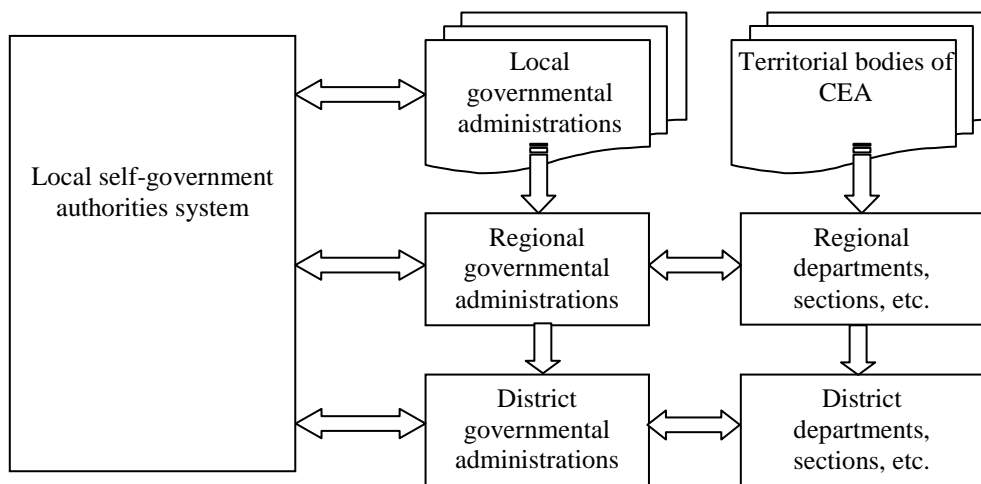 Local self-government
authorities system
Local
governmental
administrations
Territorial bodies of
CEA
Regional
governmental
administrations
Regional
departments,
sections, etc.
District
governmental
administrations
District
departments,
sections, etc.